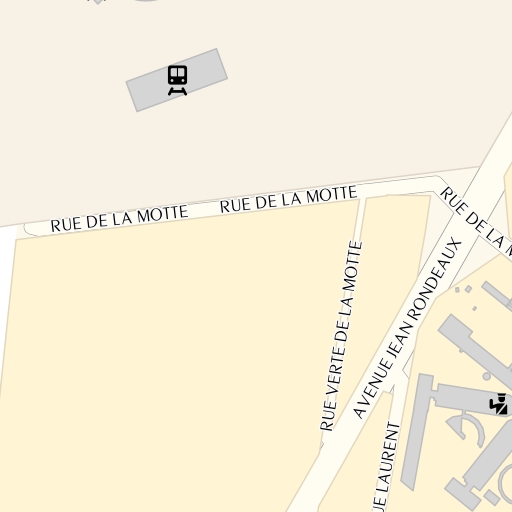 RUE DE LA MOTTE
RUE DE LA MOTTE
RUE DE LA M
RUE VERTE DE LA MOTTE
AVENUE JEAN RONDEAUX
UE LAURENT